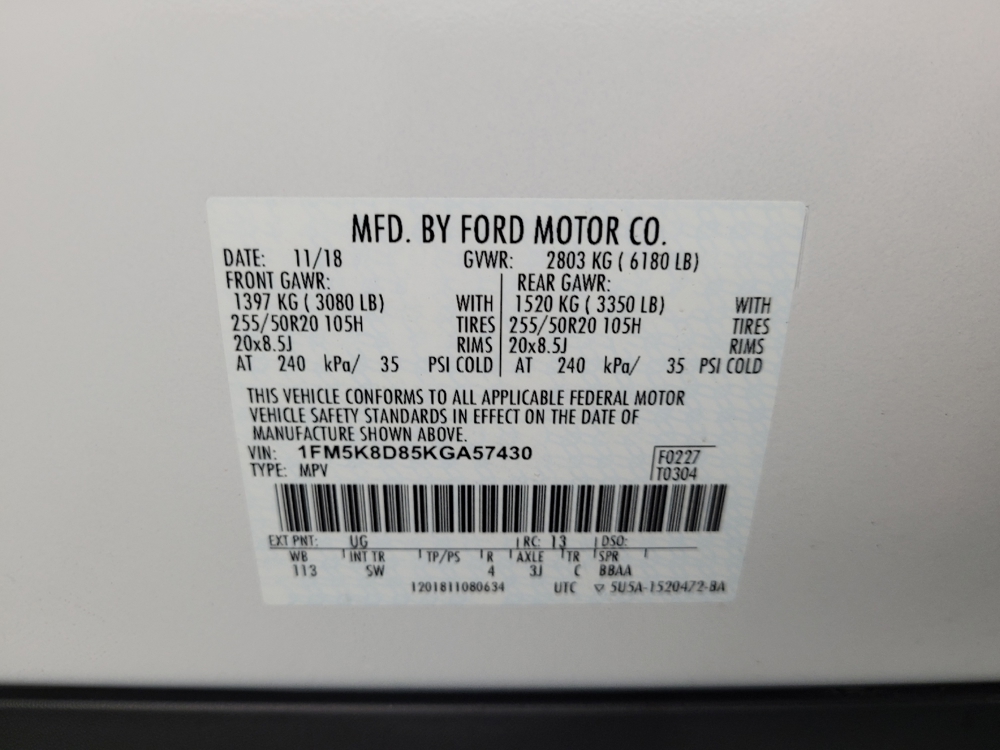 MFD. BY FORD MOTOR CO.
DATE: 11/18 GVWR: 2803 KG ( 6180 LB)
FRONT GAWR: REAR GAWR:
1397 KG ( 3080 LB) WITH 1520 KG ( 3350 LB) WITH
255/50R20 105H TIRES 255/50R20 105H TIRES
20x8.5J RIMS 20x8.5J RIMS
AT 240 kPa/ 35 PSI COLD AT 240 kPa/ 35 PSI COLD
THIS VEHICLE CONFORMS TO ALL APPLICABLE FEDERAL MOTOR
VEHICLE SAFETY STANDARDS IN EFFECT ON THE DATE OF
MANUFACTURE SHOWN ABOVE.
VIN: 1FM5K8D85KGA57430 F0227
TYPE: MPV T0304
EXT PNT: UG RC: 13 DSO:
WB INT TR TP/PS R AXLE TR SPR
113 SW 4 3J C BBAA
1201811080634 UTC ▽ 5U5A-1520472-BA